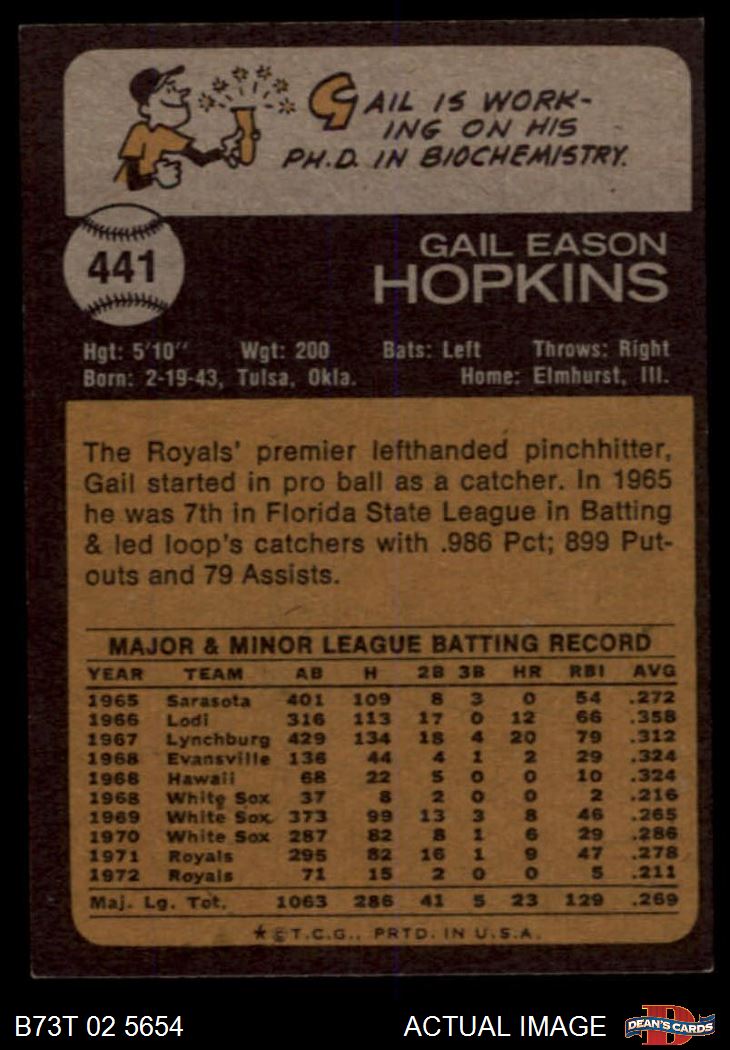 GAIL IS WORK-
ING ON HIS
PH.D. IN BIOCHEMISTRY.
441
GAIL EASON
HOPKINS
Hgt: 5'10" Wgt: 200 Bats: Left Throws: Right
Born: 2-19-43, Tulsa, Okla. Home: Elmhurst, Ill.
The Royals' premier lefthanded pinchhitter,
Gail started in pro ball as a catcher. In 1965
he was 7th in Florida State League in Batting
& led loop's catchers with .986 Pct; 899 Put-
outs and 79 Assists.
MAJOR & MINOR LEAGUE BATTING RECORD
YEAR TEAM AB H 2B 3B HR RBI AVG
1965 Sarasota 401 109 8 3 0 54 .272
1966 Lodi 316 113 17 0 12 66 .358
1967 Lynchburg 429 134 18 4 20 79 .312
1968 Evansville 136 44 4 1 2 29 .324
1968 Hawaii 68 22 5 0 0 10 .324
1968 White Sox 37 8 2 0 0 2 .216
1969 White Sox 373 99 13 3 8 46 .265
1970 White Sox 287 82 8 1 6 29 .286
1971 Royals 295 82 16 1 9 47 .278
1972 Royals 71 15 2 0 0 5 .211
Maj. Lg. Tot. 1063 286 41 5 23 129 .269
★©T.C.G., PRTD. IN U.S.A.
B73T 02 5654 ACTUAL IMAGE DEAN'S CARDS